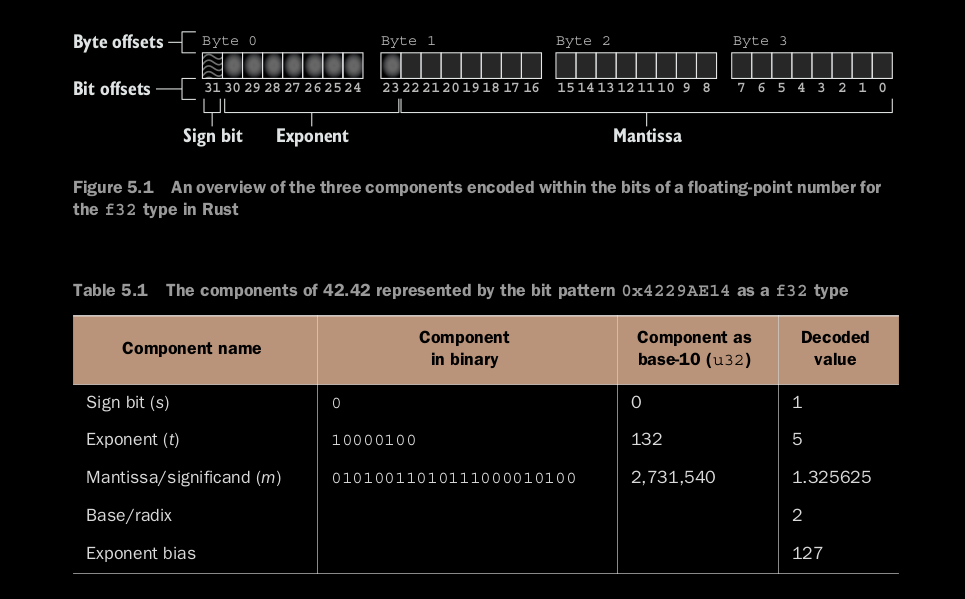 Byte offsets
Byte 0 Byte 1 Byte 2 Byte 3
Bit offsets
31 30 29 28 27 26 25 24 23 22 21 20 19 18 17 16 15 14 13 12 11 10 9 8 7 6 5 4 3 2 1 0
Sign bit Exponent Mantissa
Figure 5.1 An overview of the three components encoded within the bits of a floating-point number for
the f32 type in Rust
Table 5.1 The components of 42.42 represented by the bit pattern 0x4229AE14 as a f32 type
Component name Component in binary Component as base-10 (u32) Decoded value
Sign bit (s) 0 0 1
Exponent (t) 10000100 132 5
Mantissa/significand (m) 01010011010111000010100 2,731,540 1.325625
Base/radix 2
Exponent bias 127